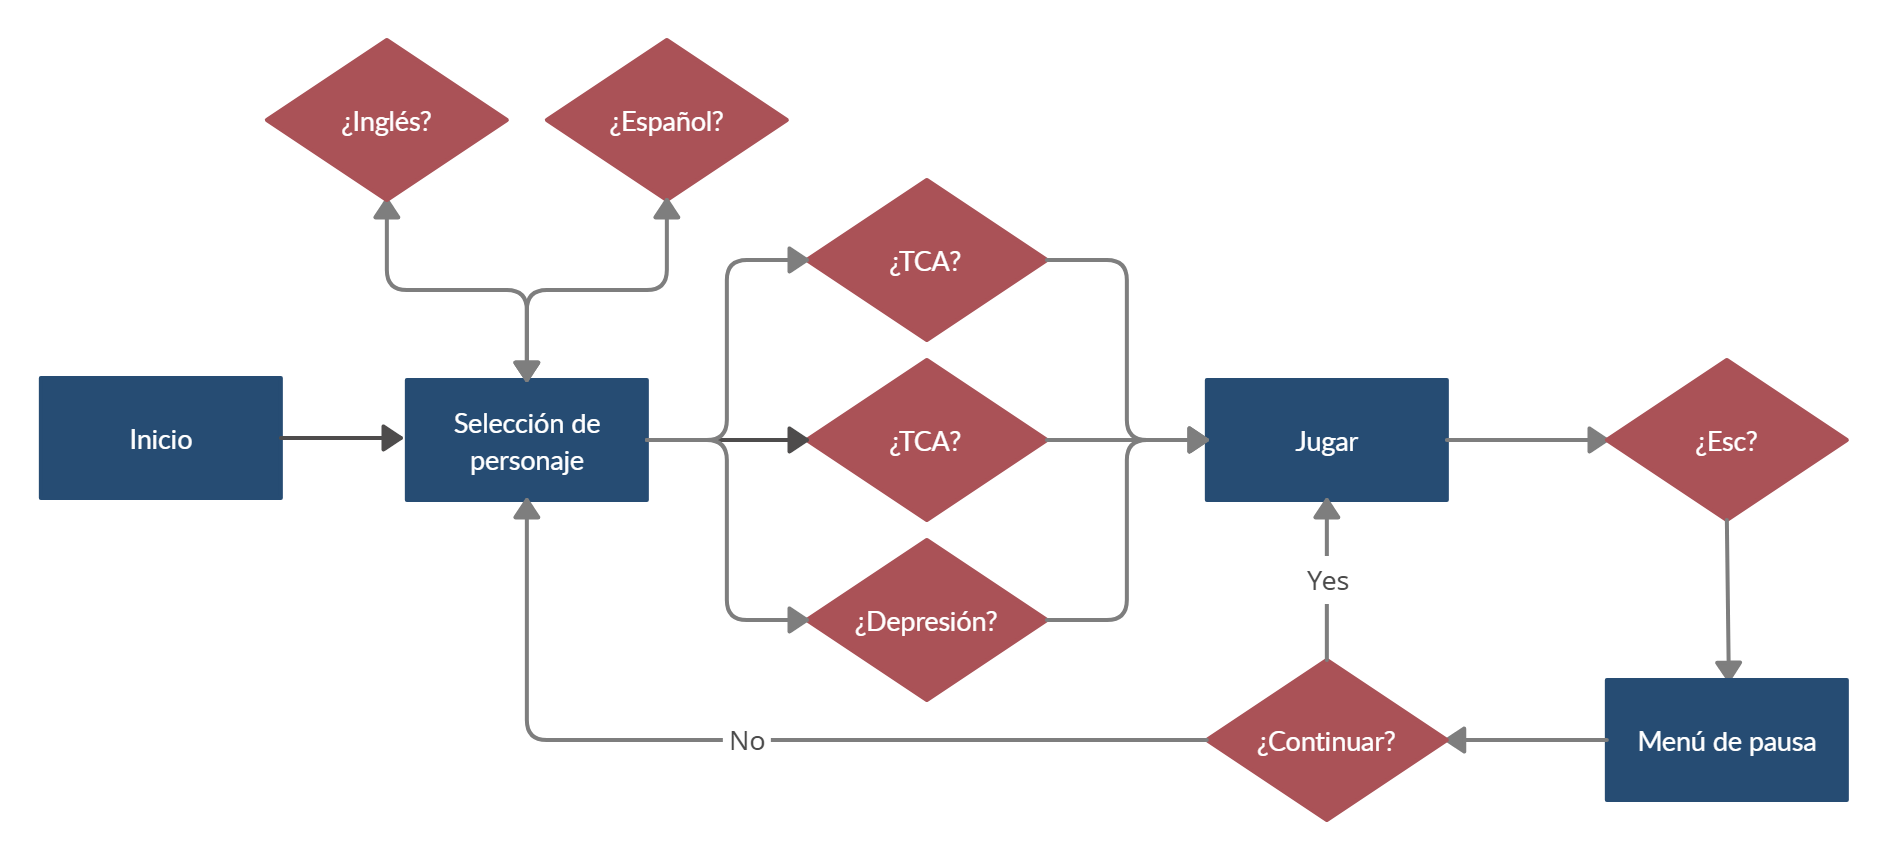 ¿Inglés?
¿Español?
¿TCA?
Inicio
Selección de
personaje
¿TCA?
Jugar
¿Esc?
Yes
¿Depresión?
No
¿Continuar?
Menú de pausa